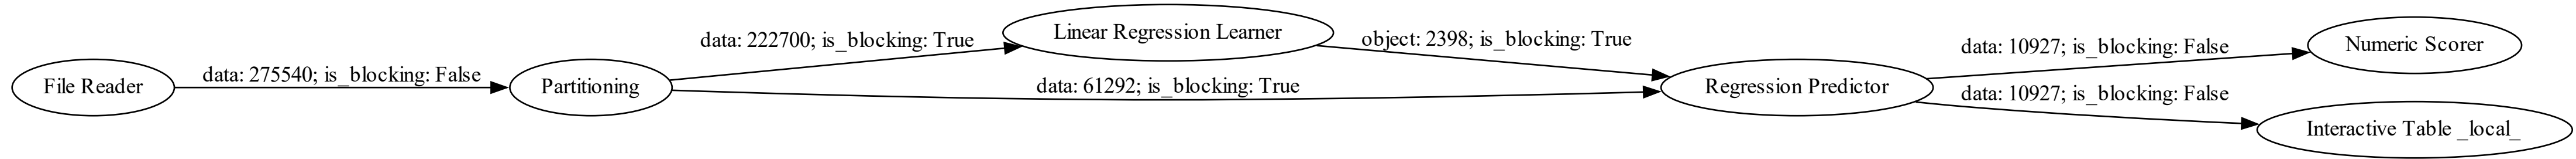 File Reader
data: 275540; is_blocking: False
Partitioning
data: 222700; is_blocking: True
Linear Regression Learner
object: 2398; is_blocking: True
data: 61292; is_blocking: True
Regression Predictor
data: 10927; is_blocking: False
Numeric Scorer
data: 10927; is_blocking: False
Interactive Table _local_